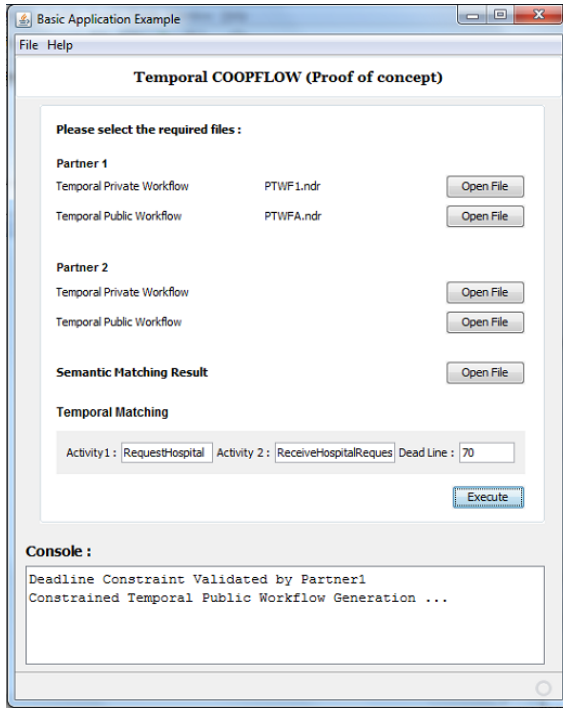 Basic Application Example
File Help
Temporal COOPFLOW (Proof of concept)
Please select the required files :
Partner 1
Temporal Private Workflow PTWF1.ndr Open File
Temporal Public Workflow PTWFA.ndr Open File
Partner 2
Temporal Private Workflow Open File
Temporal Public Workflow Open File
Semantic Matching Result Open File
Temporal Matching
Activity1 : RequestHospital Activity 2 : ReceiveHospitalReques Dead Line : 70
Execute
Console :
Deadline Constraint Validated by Partner1
Constrained Temporal Public Workflow Generation ...